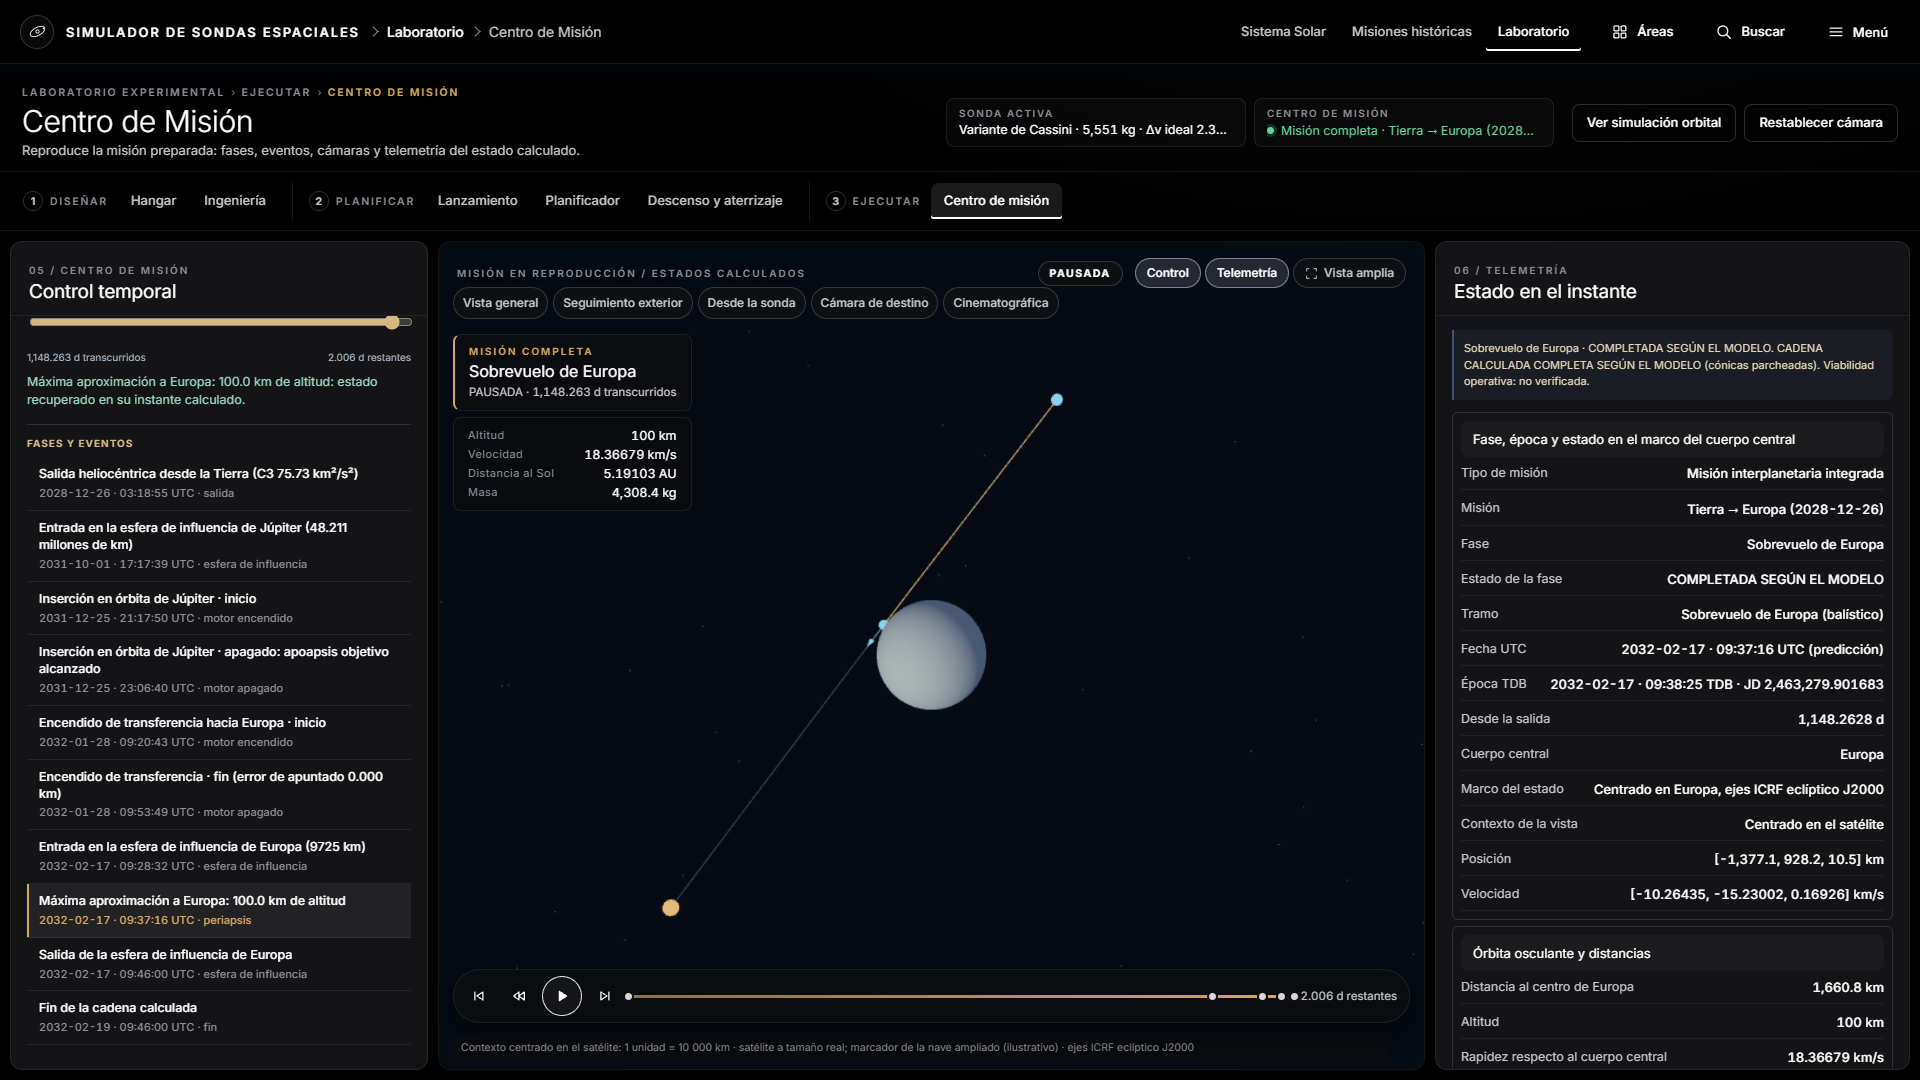 SIMULADOR DE SONDAS ESPACIALES > Laboratorio > Centro de Misión
Sistema Solar
Misiones históricas
Laboratorio
Áreas
Buscar
Menú
LABORATORIO EXPERIMENTAL › EJECUTAR › CENTRO DE MISIÓN
Centro de Misión
Reproduce la misión preparada: fases, eventos, cámaras y telemetría del estado calculado.
SONDA ACTIVA
Variante de Cassini · 5,551 kg · Δv ideal 2.3...
CENTRO DE MISIÓN
Misión completa · Tierra → Europa (2028...
Ver simulación orbital
Restablecer cámara
1 DISEÑAR
Hangar
Ingeniería
2 PLANIFICAR
Lanzamiento
Planificador
Descenso y aterrizaje
3 EJECUTAR
Centro de misión
05 / CENTRO DE MISIÓN
Control temporal
1,148.263 d transcurridos
2.006 d restantes
Máxima aproximación a Europa: 100.0 km de altitud: estado
recuperado en su instante calculado.
FASES Y EVENTOS
Salida heliocéntrica desde la Tierra (C3 75.73 km²/s²)
2028-12-26 · 03:18:55 UTC · salida
Entrada en la esfera de influencia de Júpiter (48.211
millones de km)
2031-10-01 · 17:17:39 UTC · esfera de influencia
Inserción en órbita de Júpiter · inicio
2031-12-25 · 21:17:50 UTC · motor encendido
Inserción en órbita de Júpiter · apagado: apoapsis objetivo
alcanzado
2031-12-25 · 23:06:40 UTC · motor apagado
Encendido de transferencia hacia Europa · inicio
2032-01-28 · 09:20:43 UTC · motor encendido
Encendido de transferencia · fin (error de apuntado 0.000
km)
2032-01-28 · 09:53:49 UTC · motor apagado
Entrada en la esfera de influencia de Europa (9725 km)
2032-02-17 · 09:28:32 UTC · esfera de influencia
Máxima aproximación a Europa: 100.0 km de altitud
2032-02-17 · 09:37:16 UTC · periapsis
Salida de la esfera de influencia de Europa
2032-02-17 · 09:46:00 UTC · esfera de influencia
Fin de la cadena calculada
2032-02-19 · 09:46:00 UTC · fin
MISIÓN EN REPRODUCCIÓN / ESTADOS CALCULADOS
PAUSADA
Control
Telemetría
Vista amplia
Vista general
Seguimiento exterior
Desde la sonda
Cámara de destino
Cinematográfica
MISIÓN COMPLETA
Sobrevuelo de Europa
PAUSADA · 1,148.263 d transcurridos
Altitud 100 km
Velocidad 18.36679 km/s
Distancia al Sol 5.19103 AU
Masa 4,308.4 kg
2.006 d restantes
Contexto centrado en el satélite: 1 unidad = 10 000 km · satélite a tamaño real; marcador de la nave ampliado (ilustrativo) · ejes ICRF eclíptico J2000
06 / TELEMETRÍA
Estado en el instante
Sobrevuelo de Europa · COMPLETADA SEGÚN EL MODELO. CADENA
CALCULADA COMPLETA SEGÚN EL MODELO (cónicas parcheadas). Viabilidad
operativa: no verificada.
Fase, época y estado en el marco del cuerpo central
Tipo de misión Misión interplanetaria integrada
Misión Tierra → Europa (2028-12-26)
Fase Sobrevuelo de Europa
Estado de la fase COMPLETADA SEGÚN EL MODELO
Tramo Sobrevuelo de Europa (balístico)
Fecha UTC 2032-02-17 · 09:37:16 UTC (predicción)
Época TDB 2032-02-17 · 09:38:25 TDB · JD 2,463,279.901683
Desde la salida 1,148.2628 d
Cuerpo central Europa
Marco del estado Centrado en Europa, ejes ICRF eclíptico J2000
Contexto de la vista Centrado en el satélite
Posición [-1,377.1, 928.2, 10.5] km
Velocidad [-10.26435, -15.23002, 0.16926] km/s
Órbita osculante y distancias
Distancia al centro de Europa 1,660.8 km
Altitud 100 km
Rapidez respecto al cuerpo central 18.36679 km/s